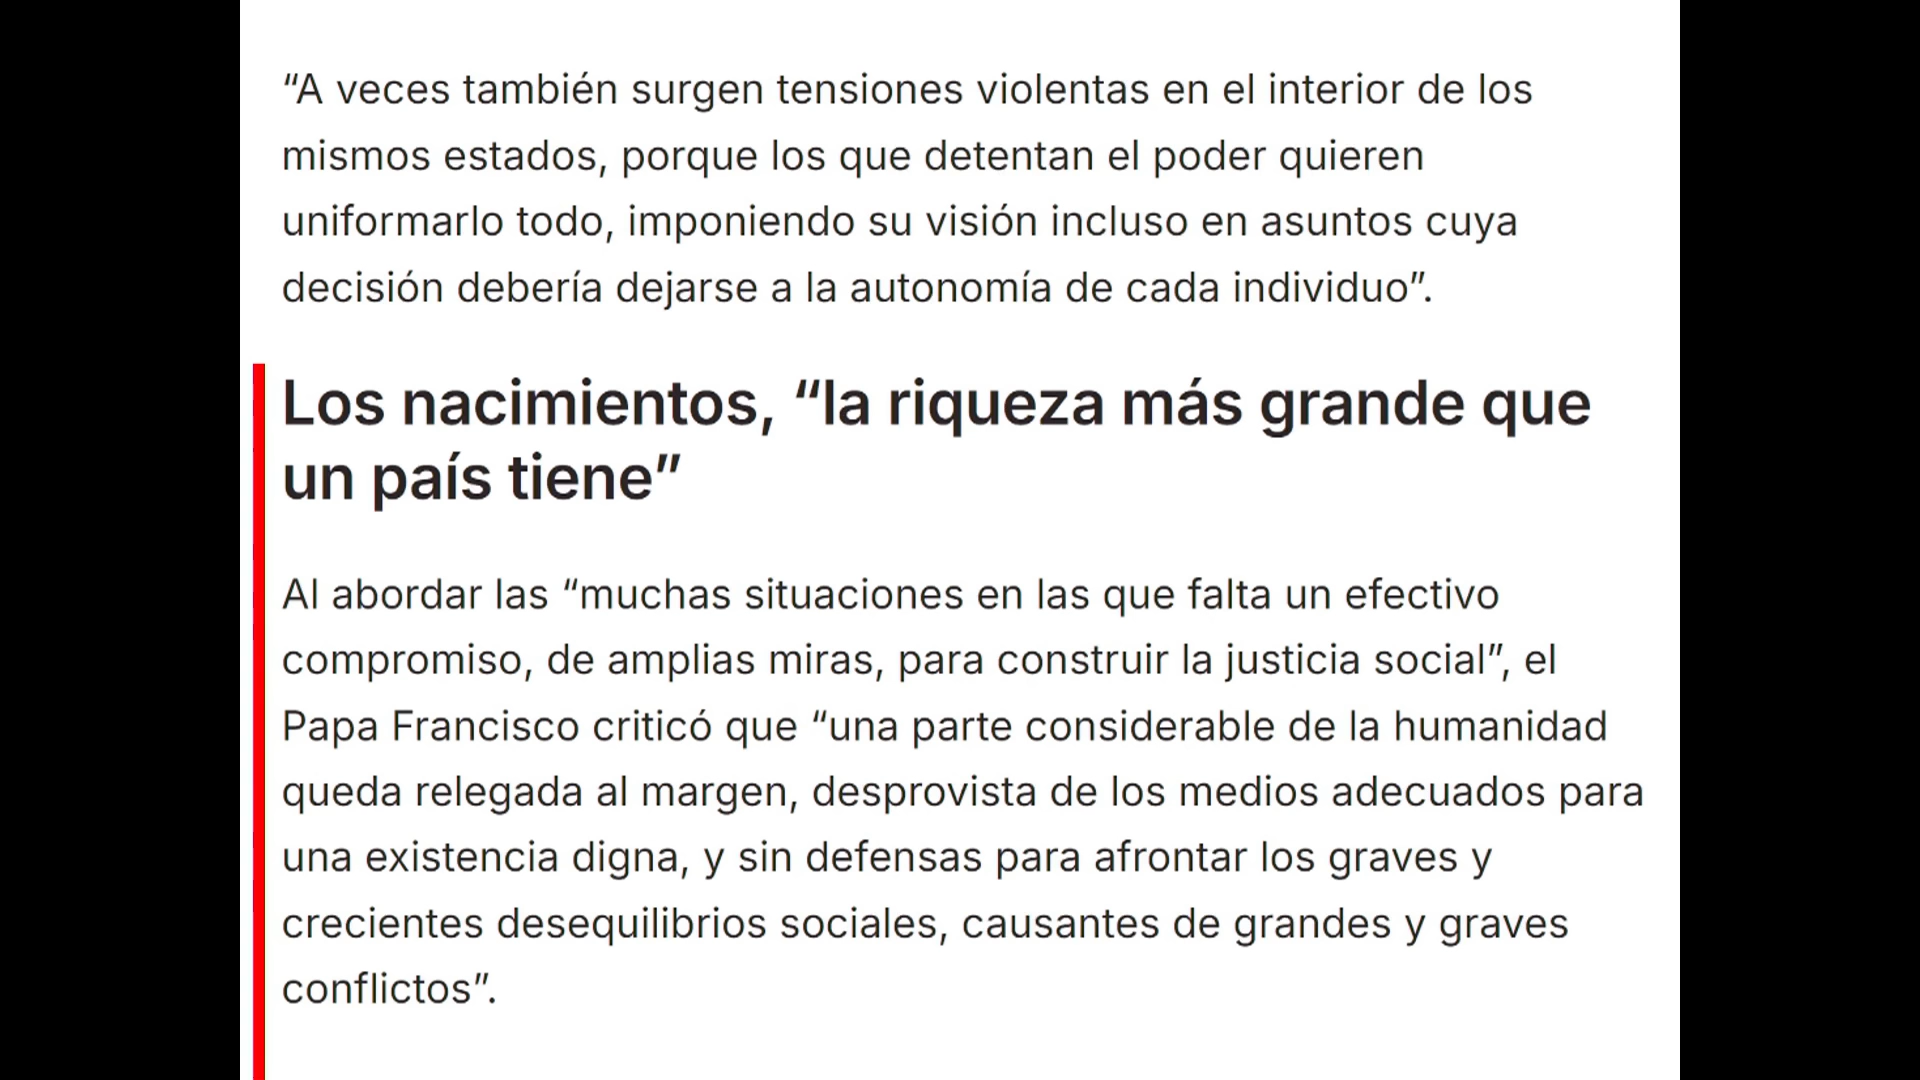 “A veces también surgen tensiones violentas en el interior de los
mismos estados, porque los que detentan el poder quieren
uniformarlo todo, imponiendo su visión incluso en asuntos cuya
decisión debería dejarse a la autonomía de cada individuo”.
Los nacimientos, “la riqueza más grande que
un país tiene”
Al abordar las “muchas situaciones en las que falta un efectivo
compromiso, de amplias miras, para construir la justicia social”, el
Papa Francisco criticó que “una parte considerable de la humanidad
queda relegada al margen, desprovista de los medios adecuados para
una existencia digna, y sin defensas para afrontar los graves y
crecientes desequilibrios sociales, causantes de grandes y graves
conflictos”.